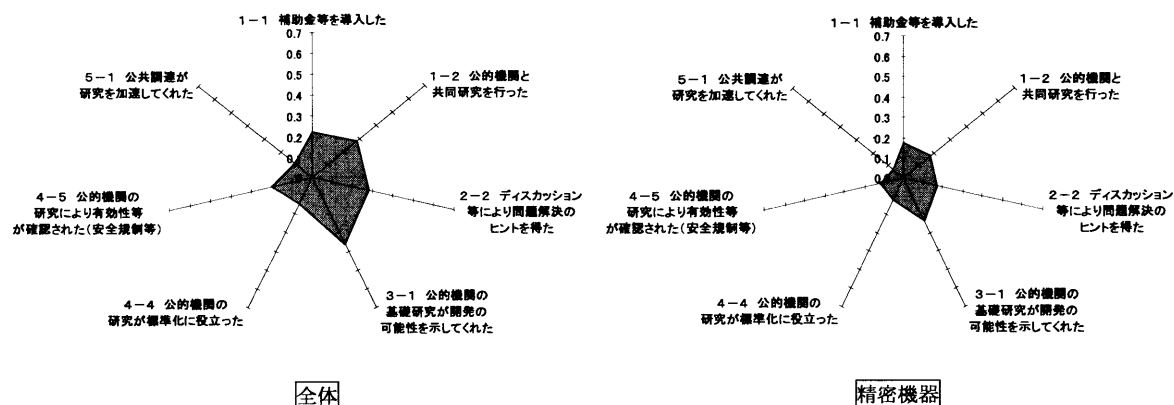 1－1 補助金等を導入した
0.7
0.6
0.5
0.4
0.3
0.2
0.1
5－1 公共調達が
研究を加速してくれた
1－2 公的機関と
共同研究を行った
4－5 公的機関の
研究により有効性等
が確認された（安全規制等）
2－2 ディスカッション
等により問題解決の
ヒントを得た
4－4 公的機関の
研究が標準化に役立った
3－1 公的機関の
基礎研究が開発の
可能性を示してくれた
全体
1－1 補助金等を導入した
0.7
0.6
0.5
0.4
0.3
0.2
0.1
5－1 公共調達が
研究を加速してくれた
1－2 公的機関と
共同研究を行った
4－5 公的機関の
研究により有効性等
が確認された（安全規制等）
2－2 ディスカッション
等により問題解決の
ヒントを得た
4－4 公的機関の
研究が標準化に役立った
3－1 公的機関の
基礎研究が開発の
可能性を示してくれた
精密機器